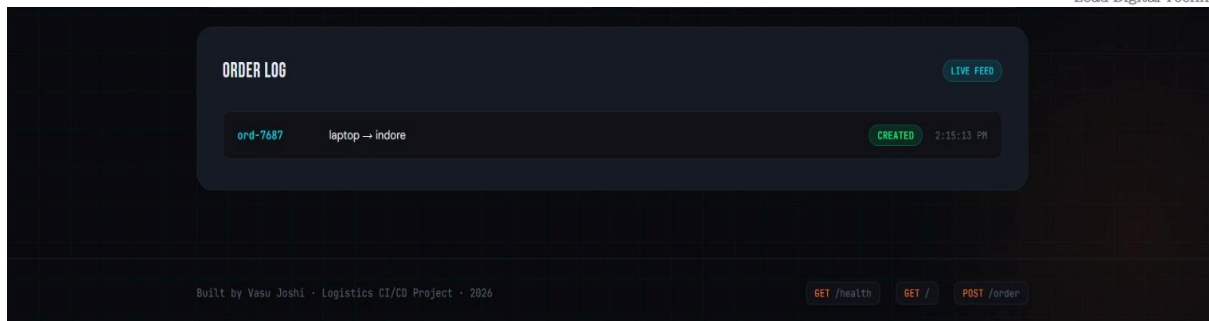 ORDER LOG
LIVE FEED
ord-7687 laptop → indore CREATED 2:15:13 PM
Built by Vasu Joshi · Logistics CI/CD Project · 2026 GET /health GET / POST /order